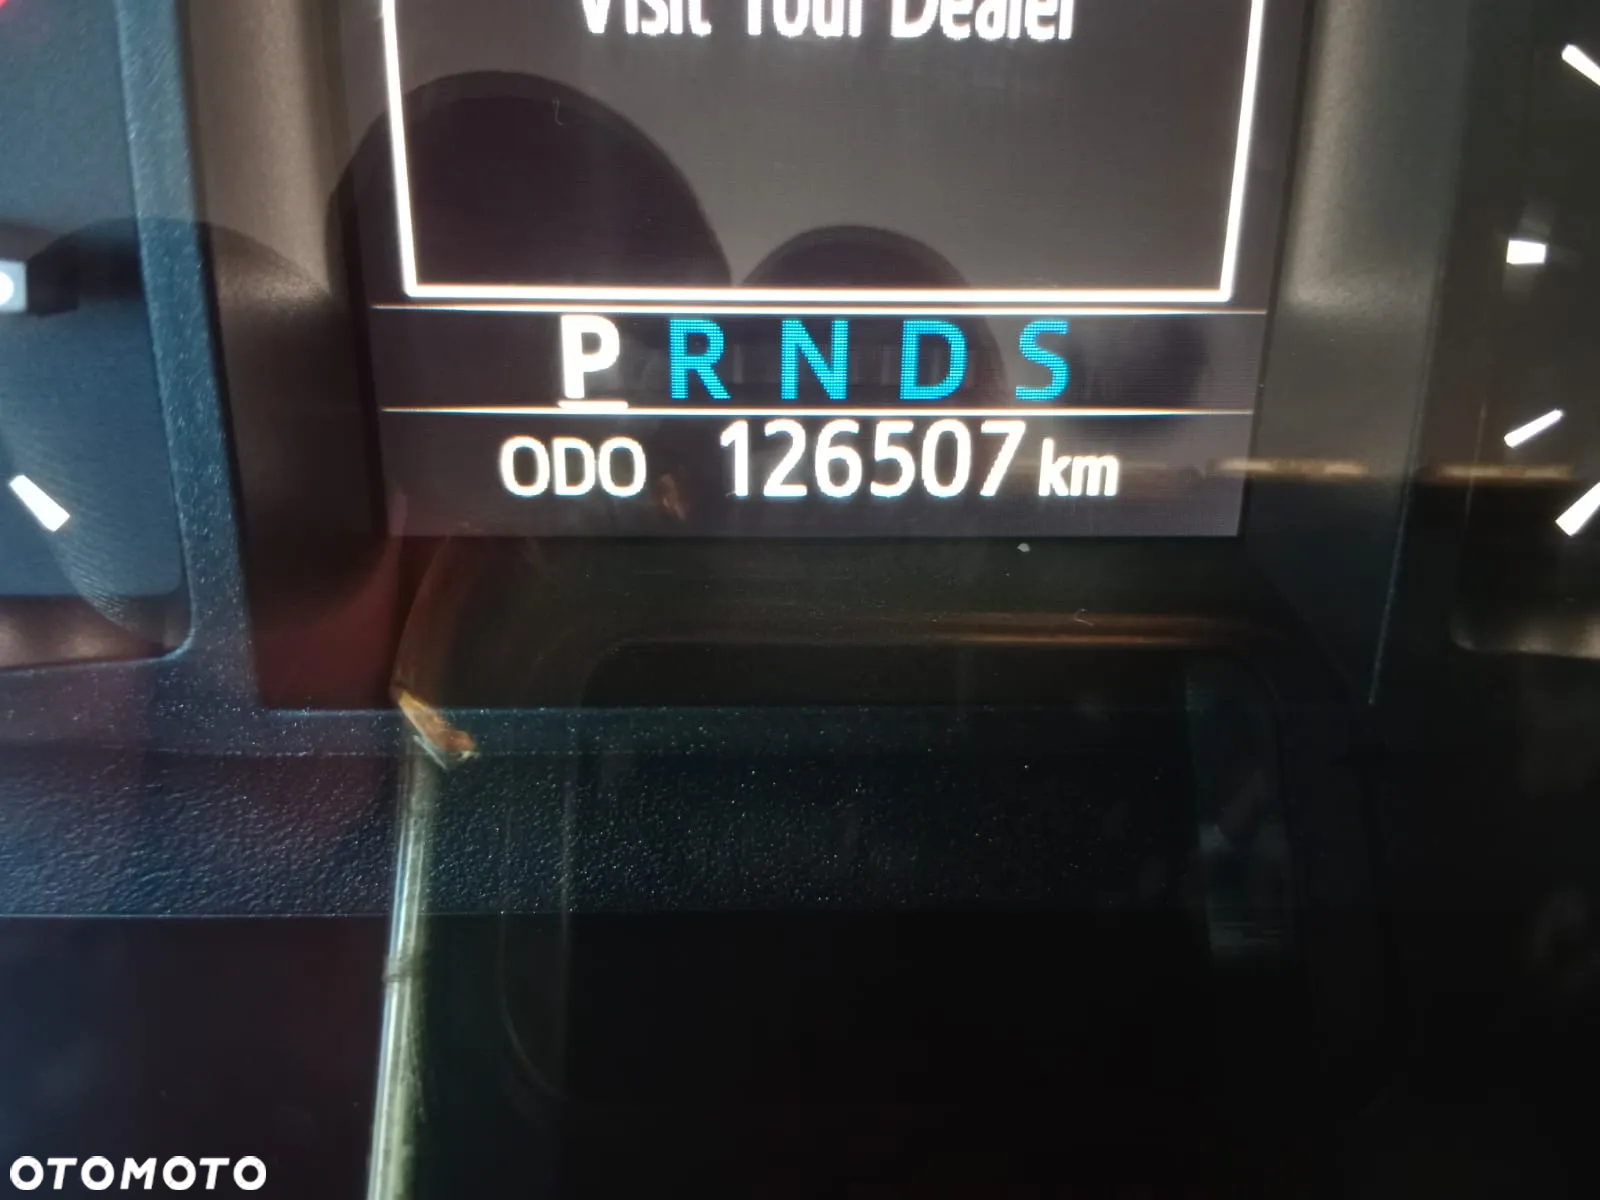 Visit Your Dealer
P R N D S
ODO 126507 km
OTOMOTO